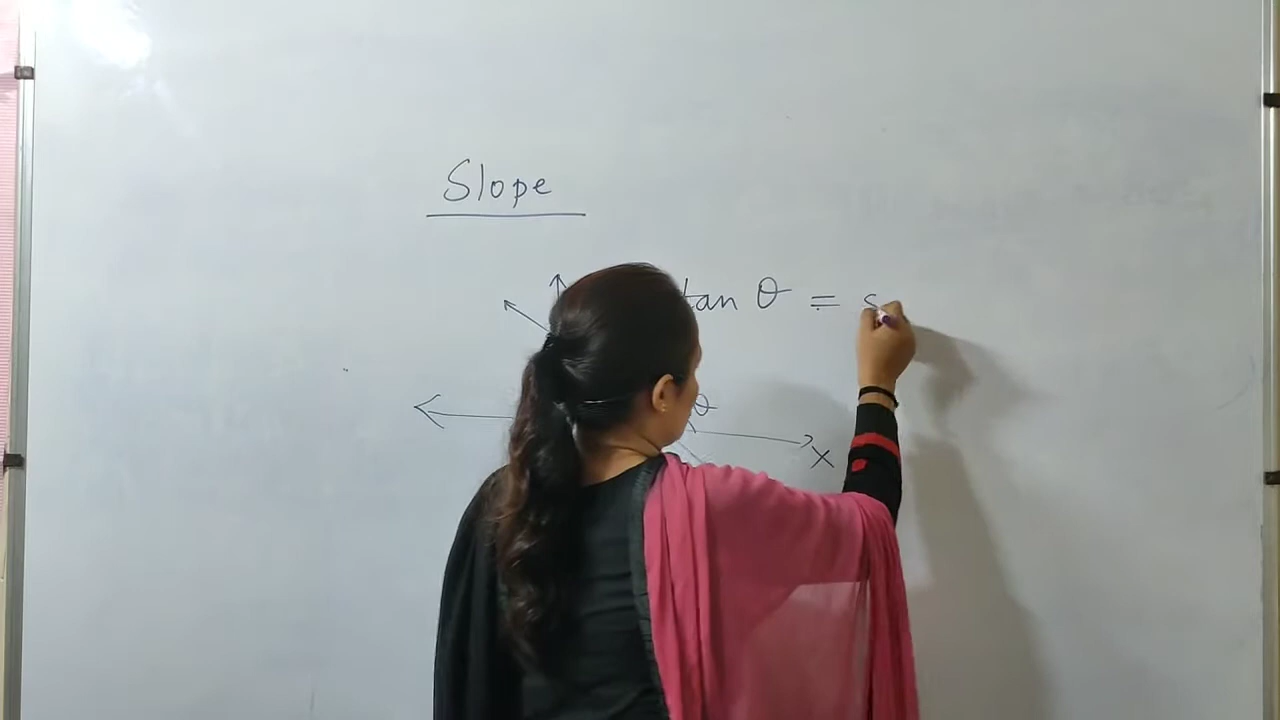 Slope
tan θ = s
θ
X